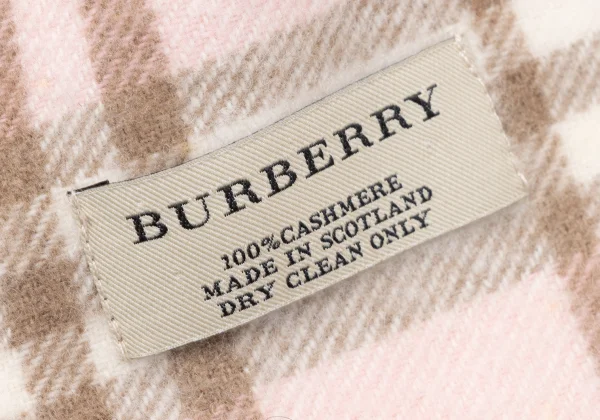 BURBERRY
100%CASHMERE
MADE IN SCOTLAND
DRY CLEAN ONLY